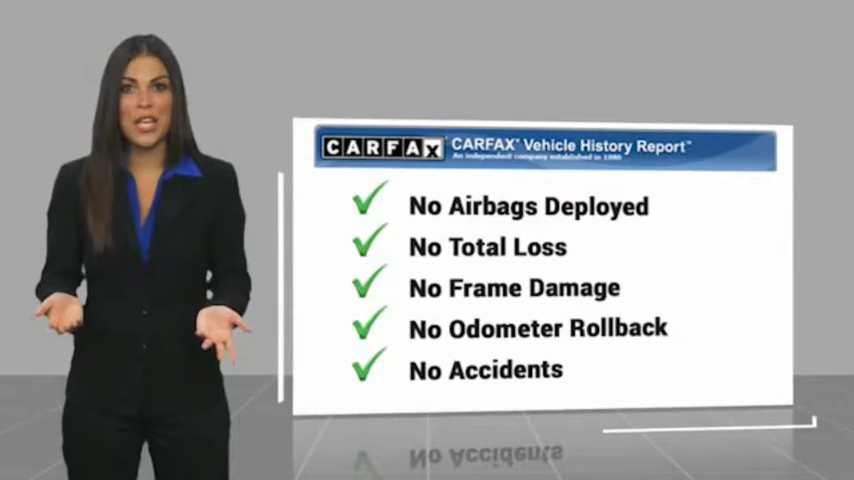 CARFAX CARFAX™ Vehicle History Report™
An independent company established in 1986
No Airbags Deployed
No Total Loss
No Frame Damage
No Odometer Rollback
No Accidents
No Accidents